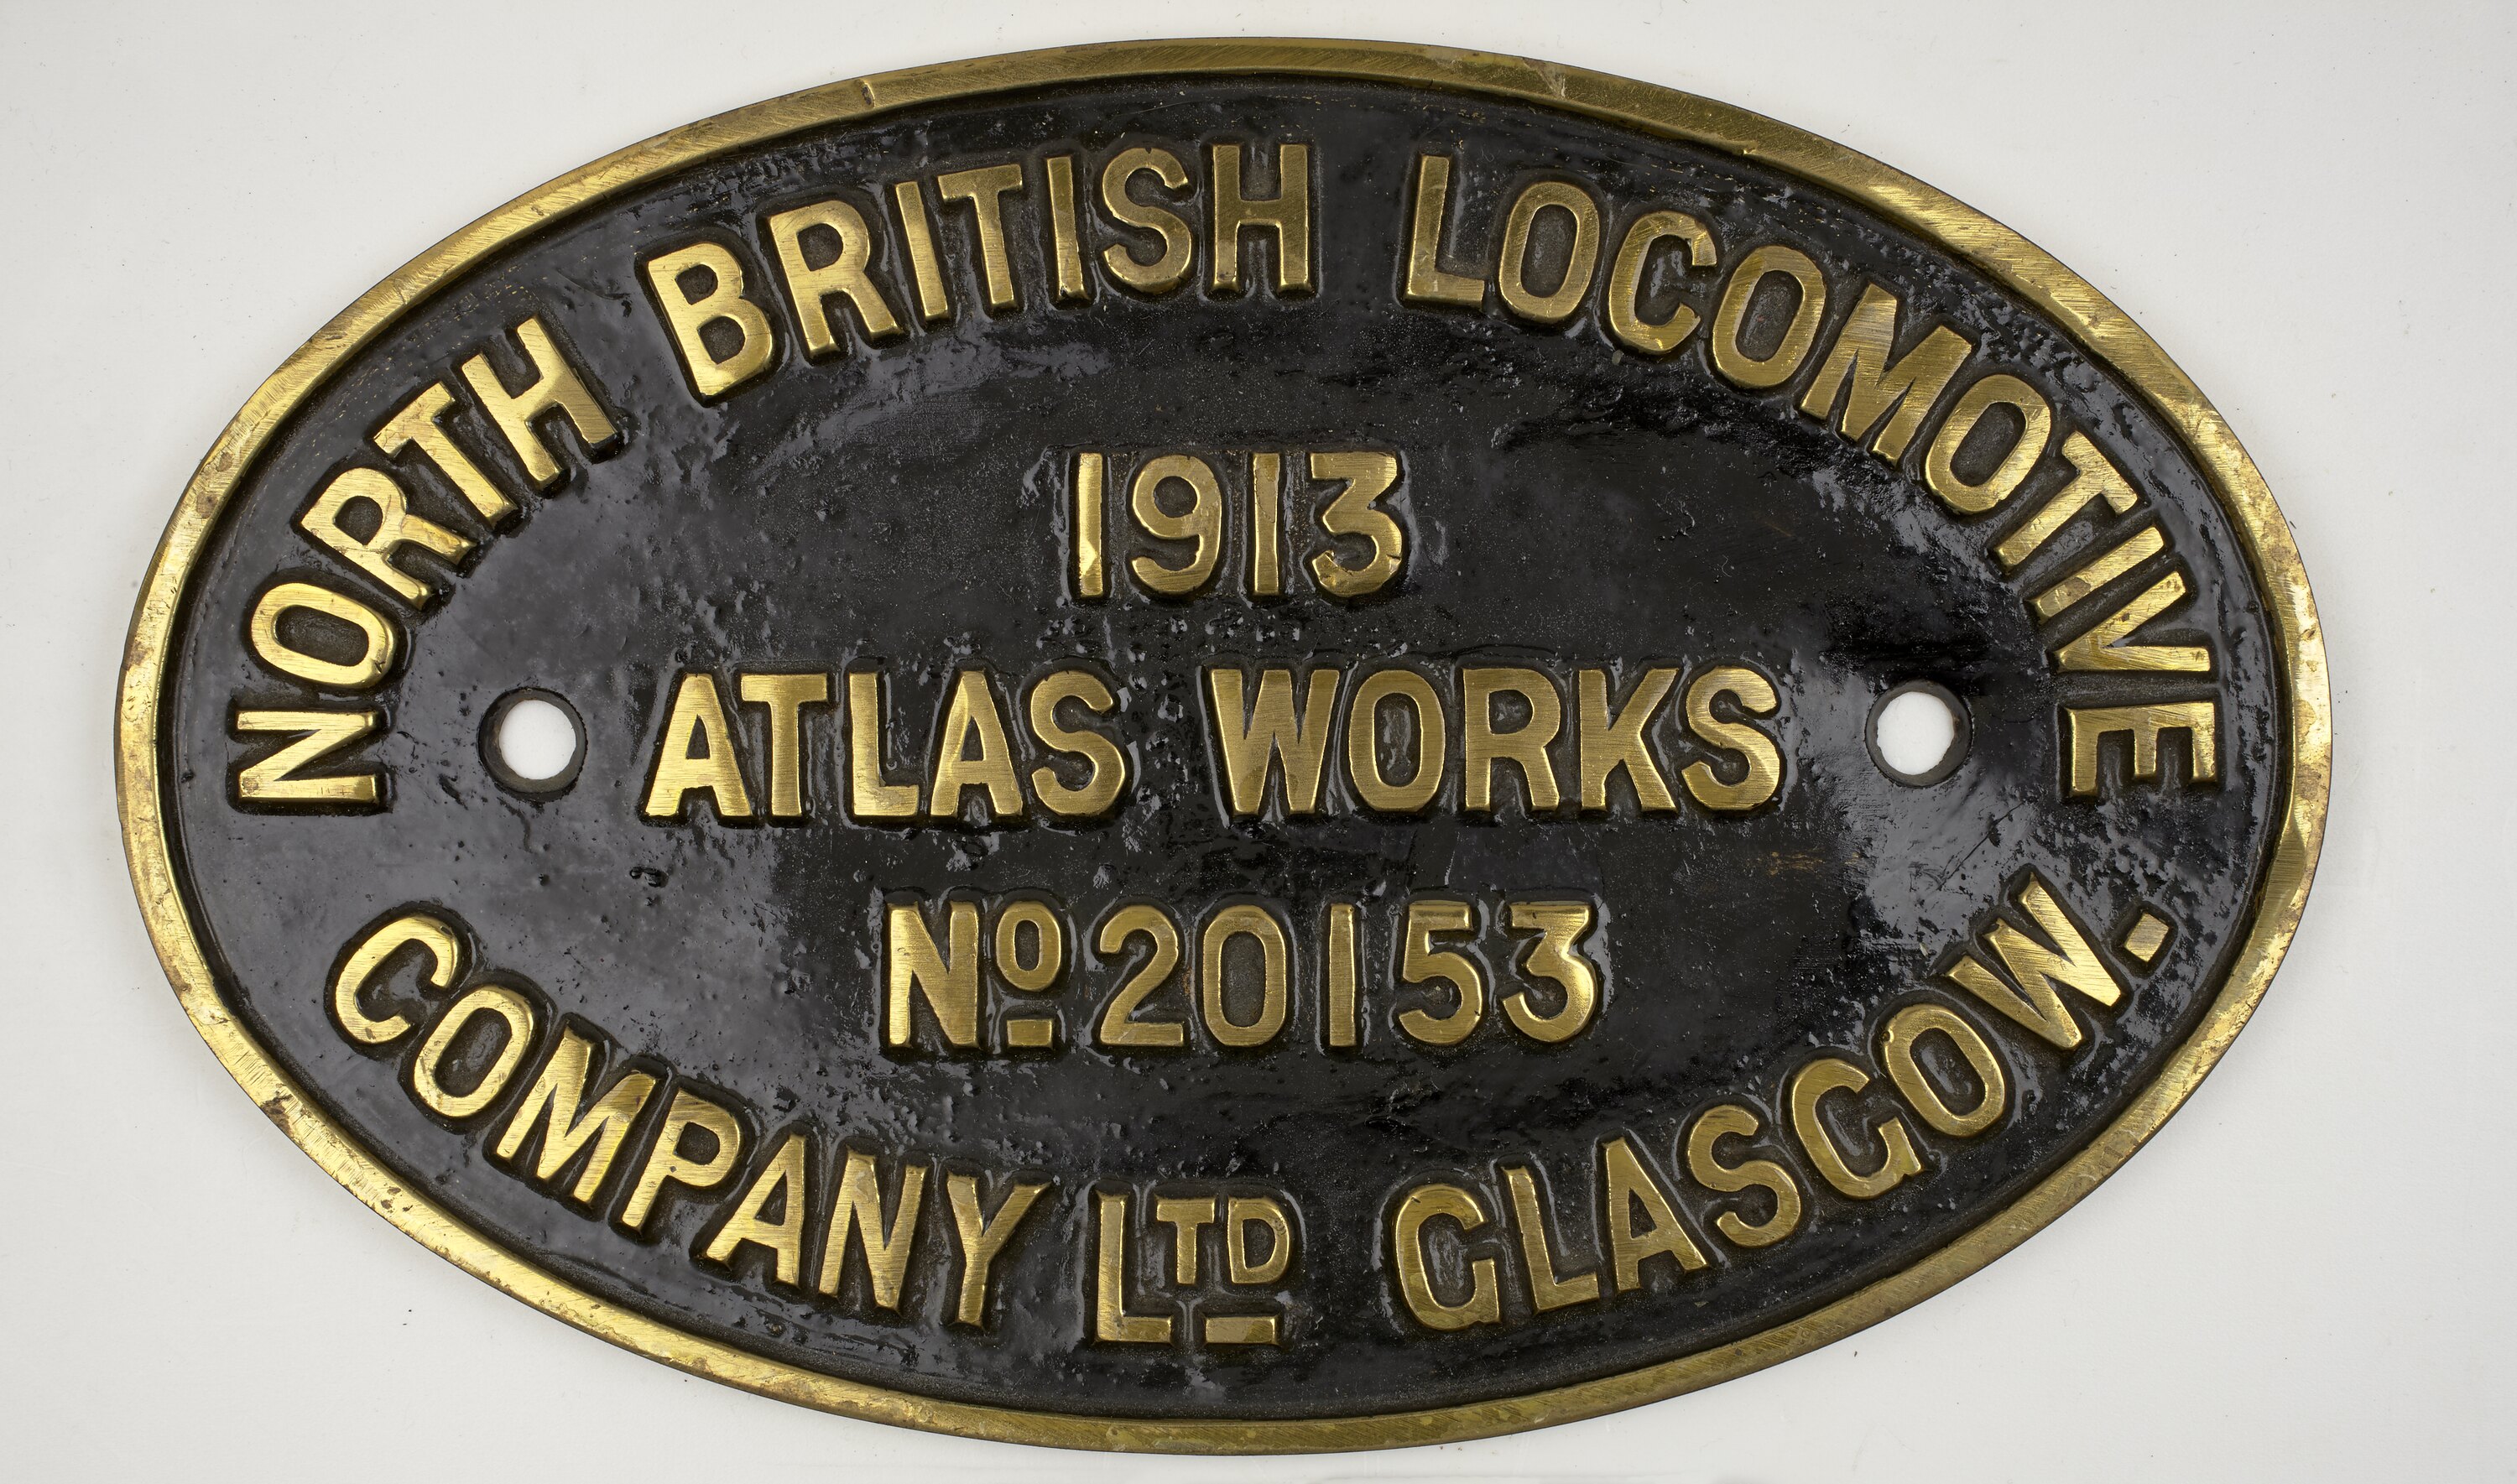 NORTH BRITISH LOCOMOTIVE
1913
ATLAS WORKS
Nº 20153
COMPANY LTD GLASGOW.